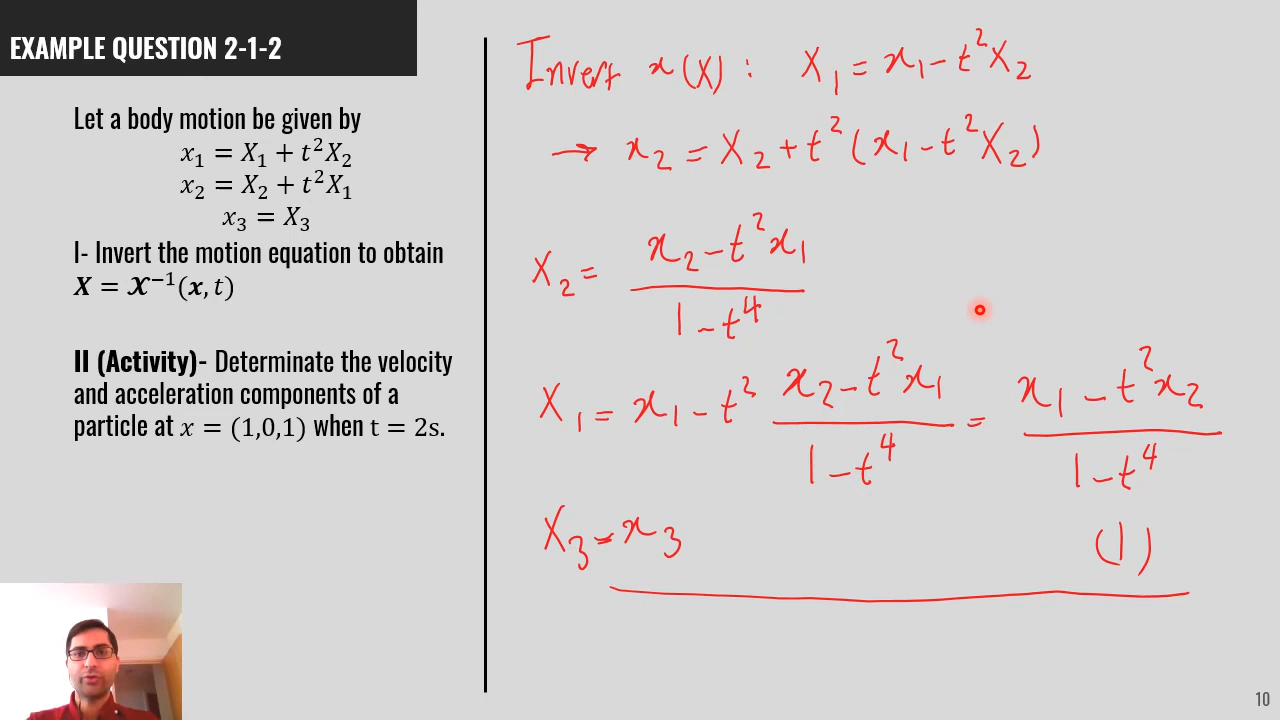 EXAMPLE QUESTION 2-1-2
Let a body motion be given by
x₁ = X₁ + t²X₂
x₂ = X₂ + t²X₁
x₃ = X₃
I- Invert the motion equation to obtain
X = 𝒳⁻¹(x, t)
II (Activity)- Determinate the velocity
and acceleration components of a
particle at x = (1,0,1) when t = 2s.
Invert x(X) : X₁ = x₁ - t²X₂
→ x₂ = X₂ + t²(x₁ - t²X₂)
X₂ = (x₂ - t²x₁) / (1 - t⁴)
X₁ = x₁ - t² (x₂ - t²x₁) / (1 - t⁴) = (x₁ - t²x₂) / (1 - t⁴)
X₃ = x₃ (1)
10